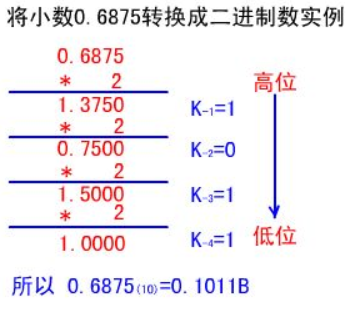 将小数0.6875转换成二进制数实例
0.6875
* 2
1.3750 K-1=1 高位
* 2
0.7500 K-2=0
* 2
1.5000 K-3=1
* 2
1.0000 K-4=1 低位
所以 0.6875(10)=0.1011B